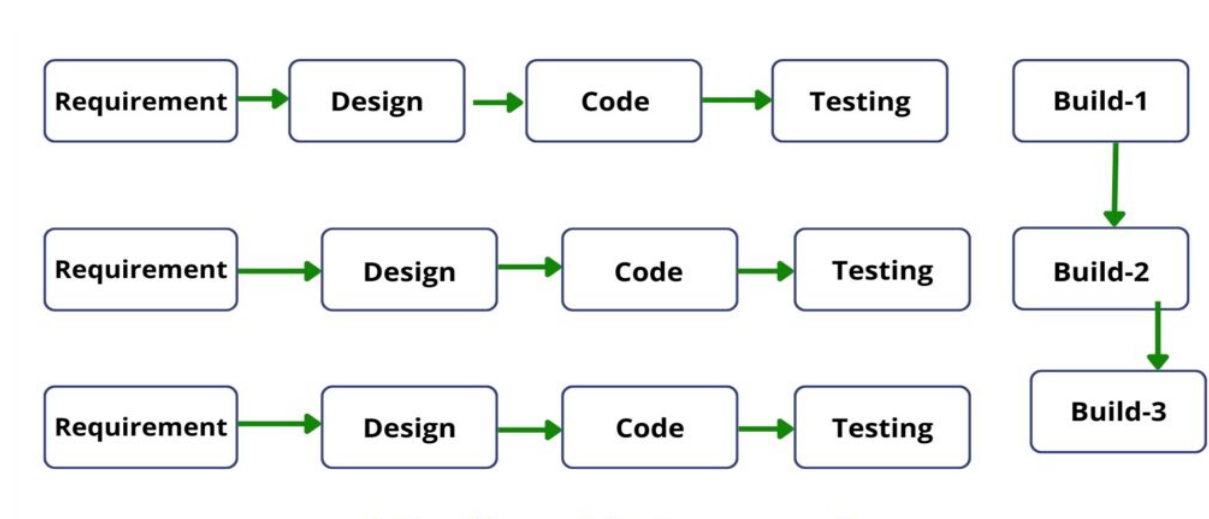 Requirement
Design
Code
Testing
Build-1
Requirement
Design
Code
Testing
Build-2
Requirement
Design
Code
Testing
Build-3